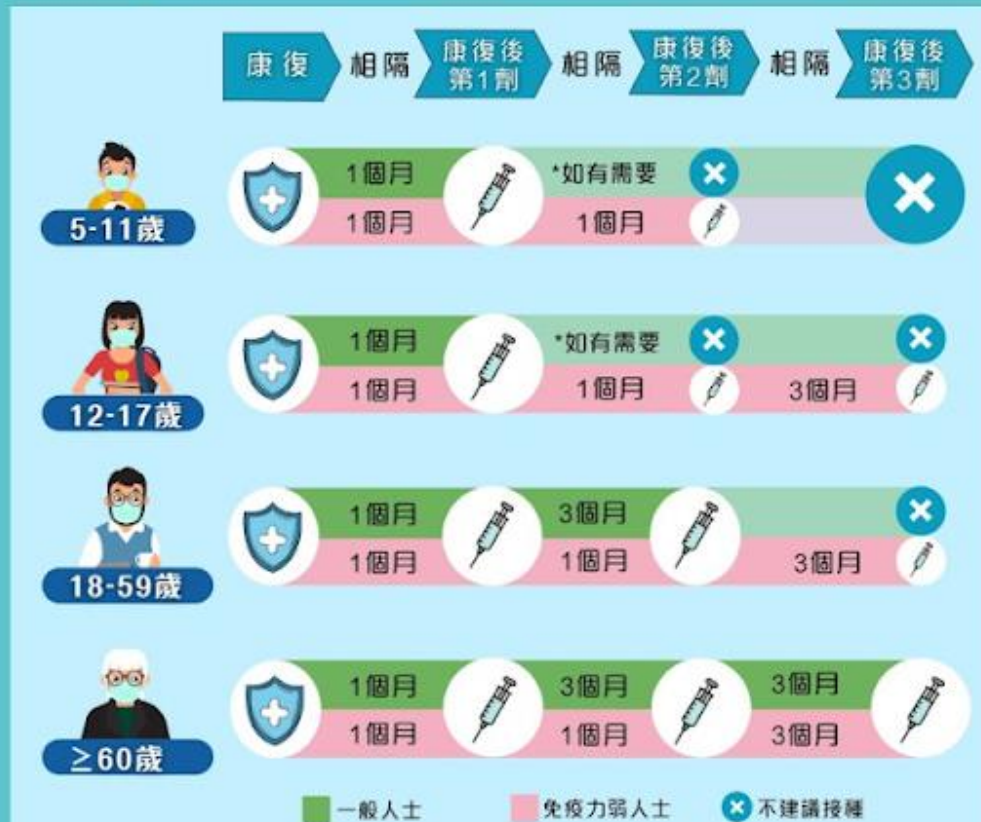 康復 相隔 康復後第1劑 相隔 康復後第2劑 相隔 康復後第3劑
1個月 *如有需要
5-11歲
1個月 1個月
1個月 *如有需要
12-17歲
1個月 1個月 3個月
1個月 3個月
18-59歲
1個月 1個月 3個月
1個月 3個月 3個月
≥60歲
1個月 1個月 3個月
一般人士 免疫力弱人士 不建議接種